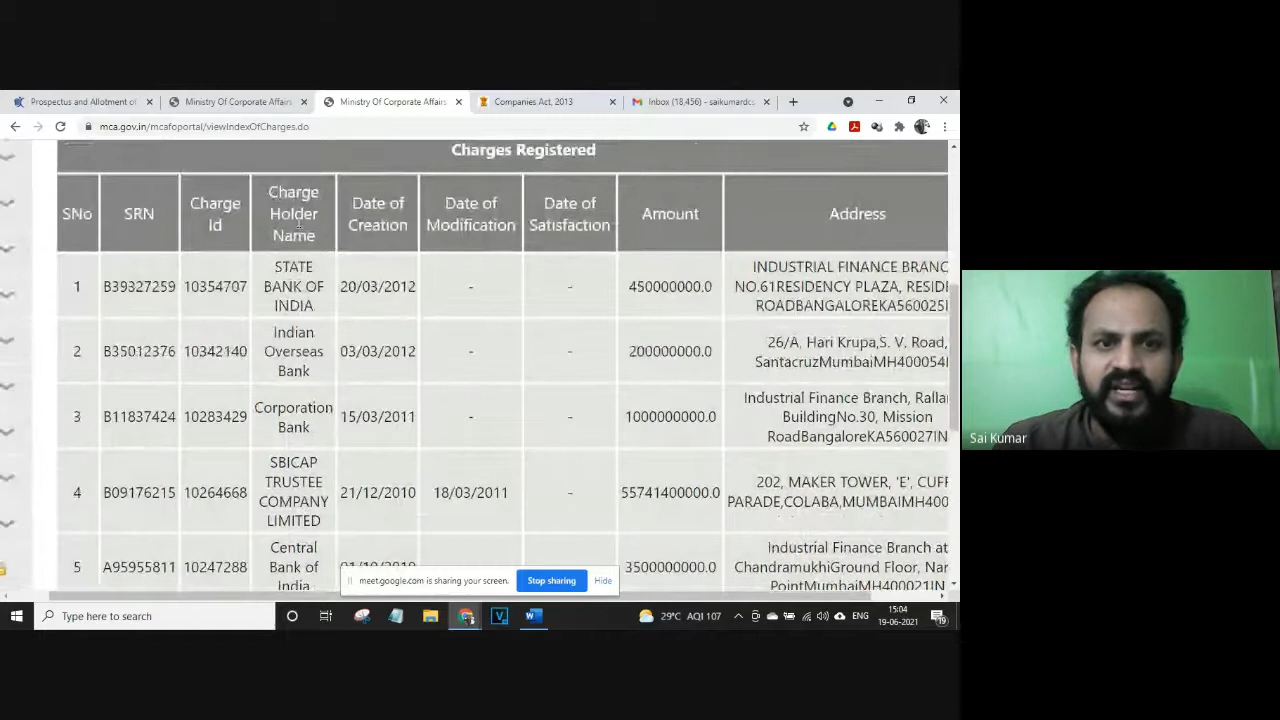 Prospectus and Allotment of
Ministry Of Corporate Affairs
Ministry Of Corporate Affairs
Companies Act, 2013
Inbox (18,456) - saikumardcs
mca.gov.in/mcafoportal/viewIndexOfCharges.do
Charges Registered
SNo
SRN
Charge
Id
Charge
Holder
Name
Date of
Creation
Date of
Modification
Date of
Satisfaction
Amount
Address
1
B39327259
10354707
STATE
BANK OF
INDIA
20/03/2012
-
-
450000000.0
INDUSTRIAL FINANCE BRANC
NO.61RESIDENCY PLAZA, RESIDE
ROADBANGALOREKA560025I
2
B35012376
10342140
Indian
Overseas
Bank
03/03/2012
-
-
200000000.0
26/A, Hari Krupa,S. V. Road,
SantacruzMumbaiMH400054I
3
B11837424
10283429
Corporation
Bank
15/03/2011
-
-
1000000000.0
Industrial Finance Branch, Rallar
BuildingNo.30, Mission
RoadBangaloreKA560027IN
4
B09176215
10264668
SBICAP
TRUSTEE
COMPANY
LIMITED
21/12/2010
18/03/2011
-
55741400000.0
202, MAKER TOWER, 'E', CUFF
PARADE,COLABA,MUMBAIMH400
5
A95955811
10247288
Central
Bank of
India
01/10/2010
3500000000.0
Industrial Finance Branch at
ChandramukhiGround Floor, Nar
PointMumbaiMH400021IN
meet.google.com is sharing your screen.
Stop sharing
Hide
Type here to search
29°C AQI 107
ENG
15:04
19-06-2021
19
Sai Kumar